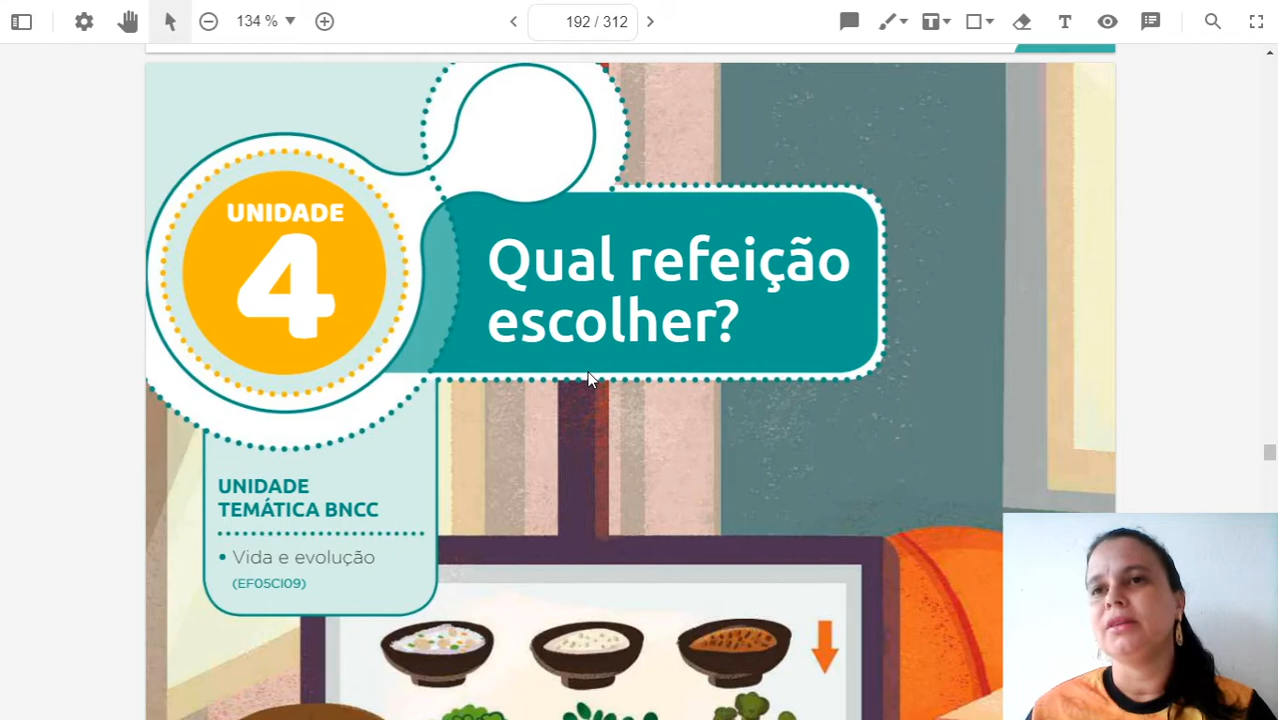 134 %
192 / 312
UNIDADE
4
Qual refeição
escolher?
UNIDADE
TEMÁTICA BNCC
• Vida e evolução
(EF05CI09)